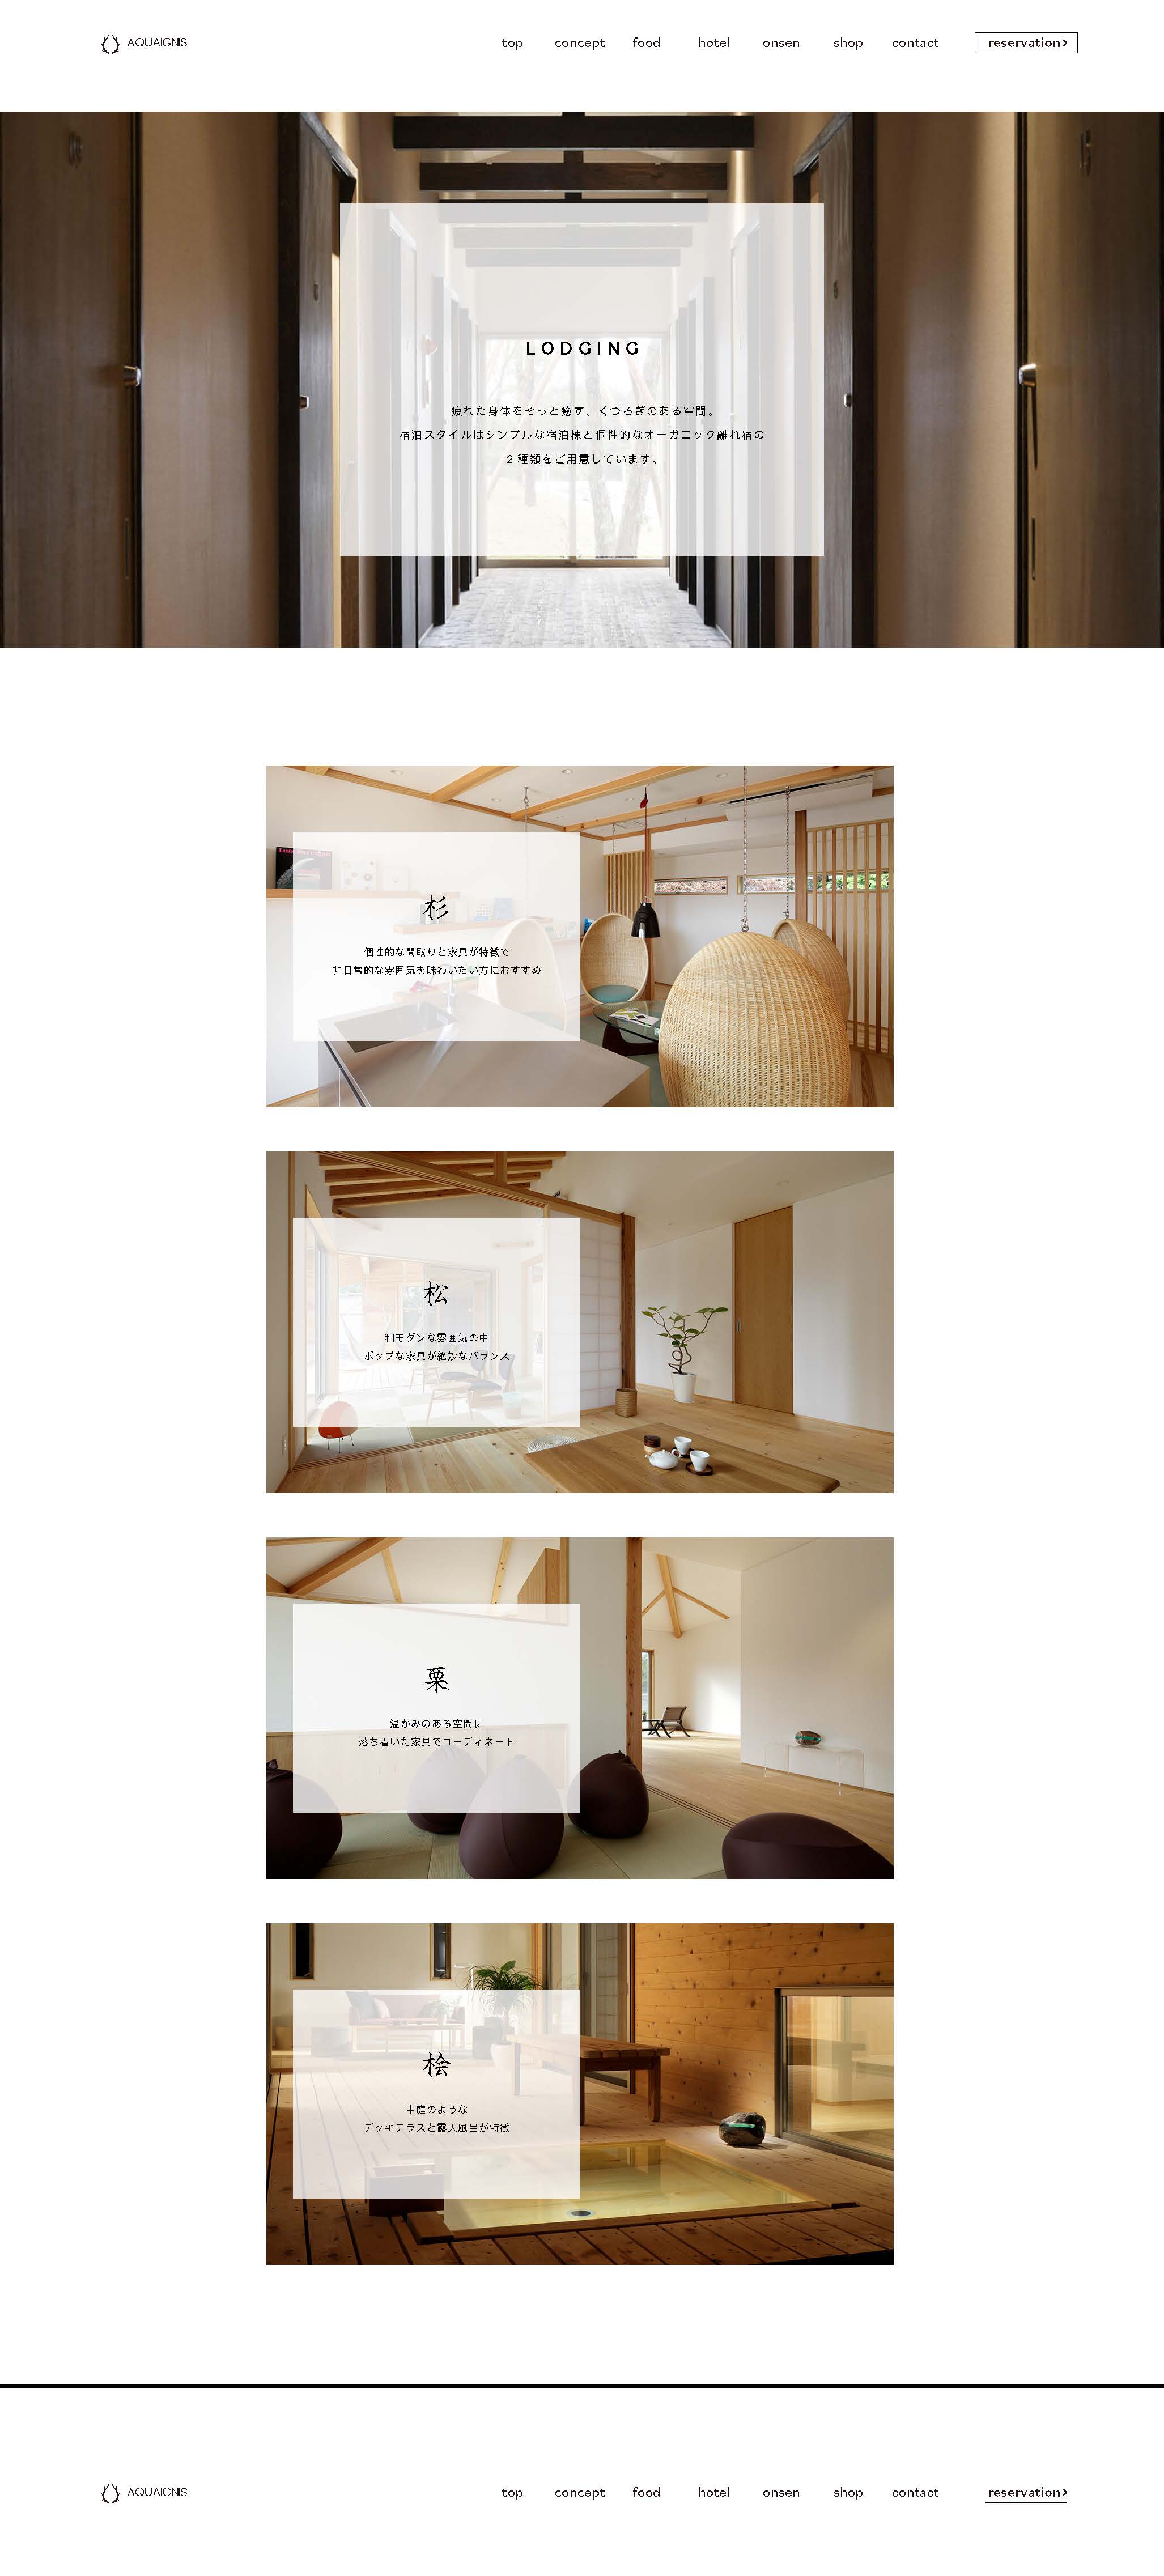 AQUAIGNIS
top concept food hotel onsen shop contact reservation>
LODGING
疲れた身体をそっと癒す、くつろぎのある空間。
宿泊スタイルはシンプルな宿泊棟と個性的なオーガニック離れ宿の
2種類をご用意しています。
杉
個性的な間取りと家具が特徴で
非日常的な雰囲気を味わいたい方におすすめ
松
和モダンな雰囲気の中
ポップな家具が絶妙なバランス
栗
温かみのある空間に
落ち着いた家具でコーディネート
桧
中庭のような
デッキテラスと露天風呂が特徴
AQUAIGNIS
top concept food hotel onsen shop contact reservation>